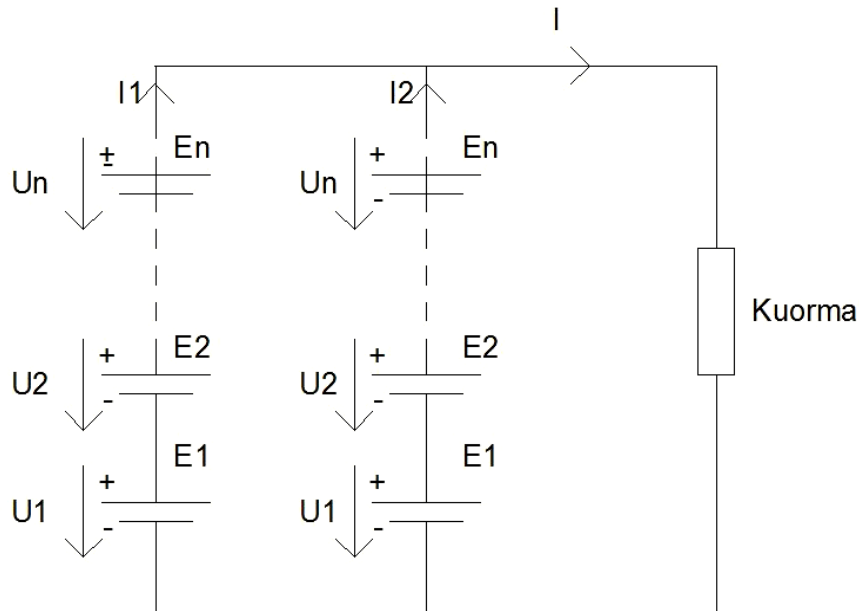 I
I1
I2
± En
Un
+ En
Un
-
E2
+
U2
-
E2
+
U2
-
Kuorma
E1
+
U1
-
E1
+
U1
-